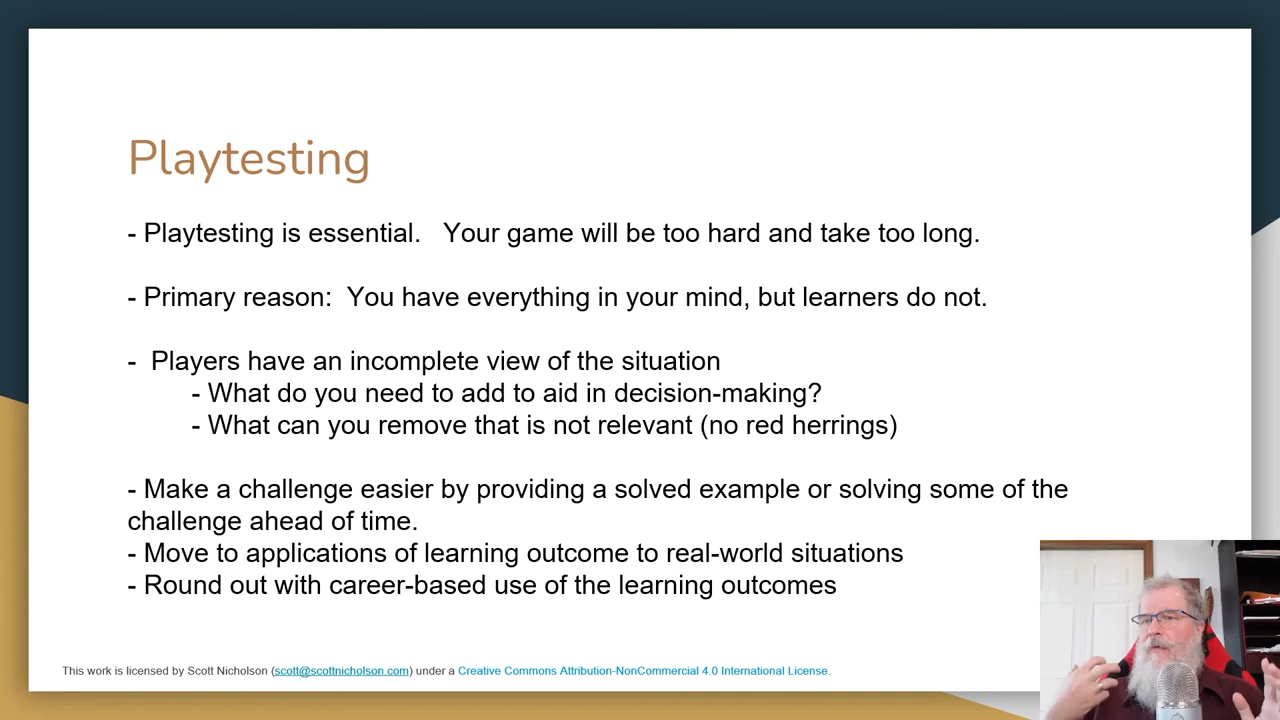 Playtesting
- Playtesting is essential.   Your game will be too hard and take too long.
- Primary reason:  You have everything in your mind, but learners do not.
-  Players have an incomplete view of the situation
- What do you need to add to aid in decision-making?
- What can you remove that is not relevant (no red herrings)
- Make a challenge easier by providing a solved example or solving some of the
challenge ahead of time.
- Move to applications of learning outcome to real-world situations
- Round out with career-based use of the learning outcomes
This work is licensed by Scott Nicholson (scott@scottnicholson.com) under a Creative Commons Attribution-NonCommercial 4.0 International License.